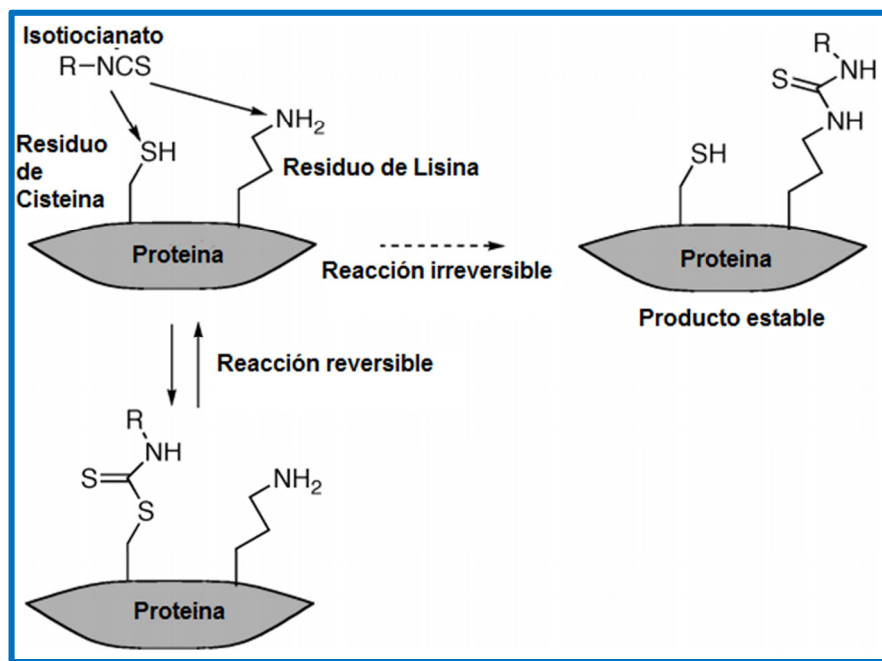 Isotiocianato
R–NCS
SH
NH₂
Residuo
de
Cisteina
Residuo de Lisina
Proteina
Reacción irreversible
R
NH
S
NH
SH
Proteina
Producto estable
Reacción reversible
R
NH
S
S
NH₂
Proteina